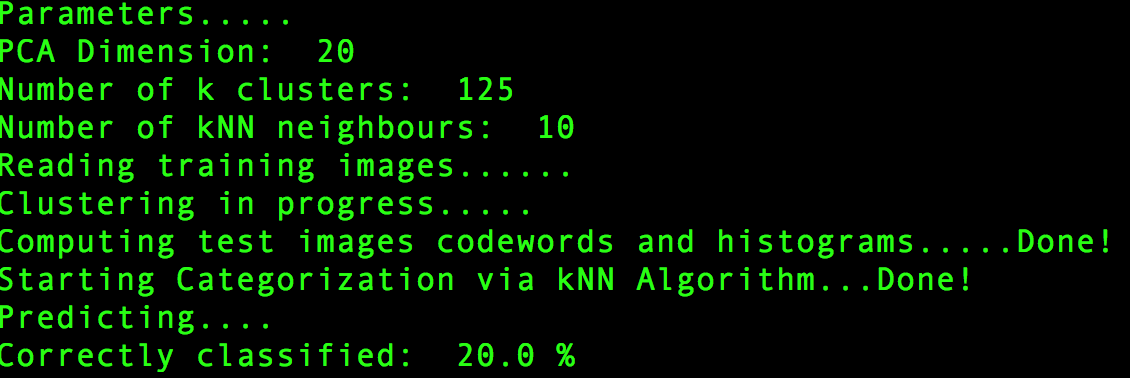 Parameters.....
PCA Dimension:  20
Number of k clusters:  125
Number of kNN neighbours:  10
Reading training images......
Clustering in progress.....
Computing test images codewords and histograms.....Done!
Starting Categorization via kNN Algorithm...Done!
Predicting....
Correctly classified:  20.0 %